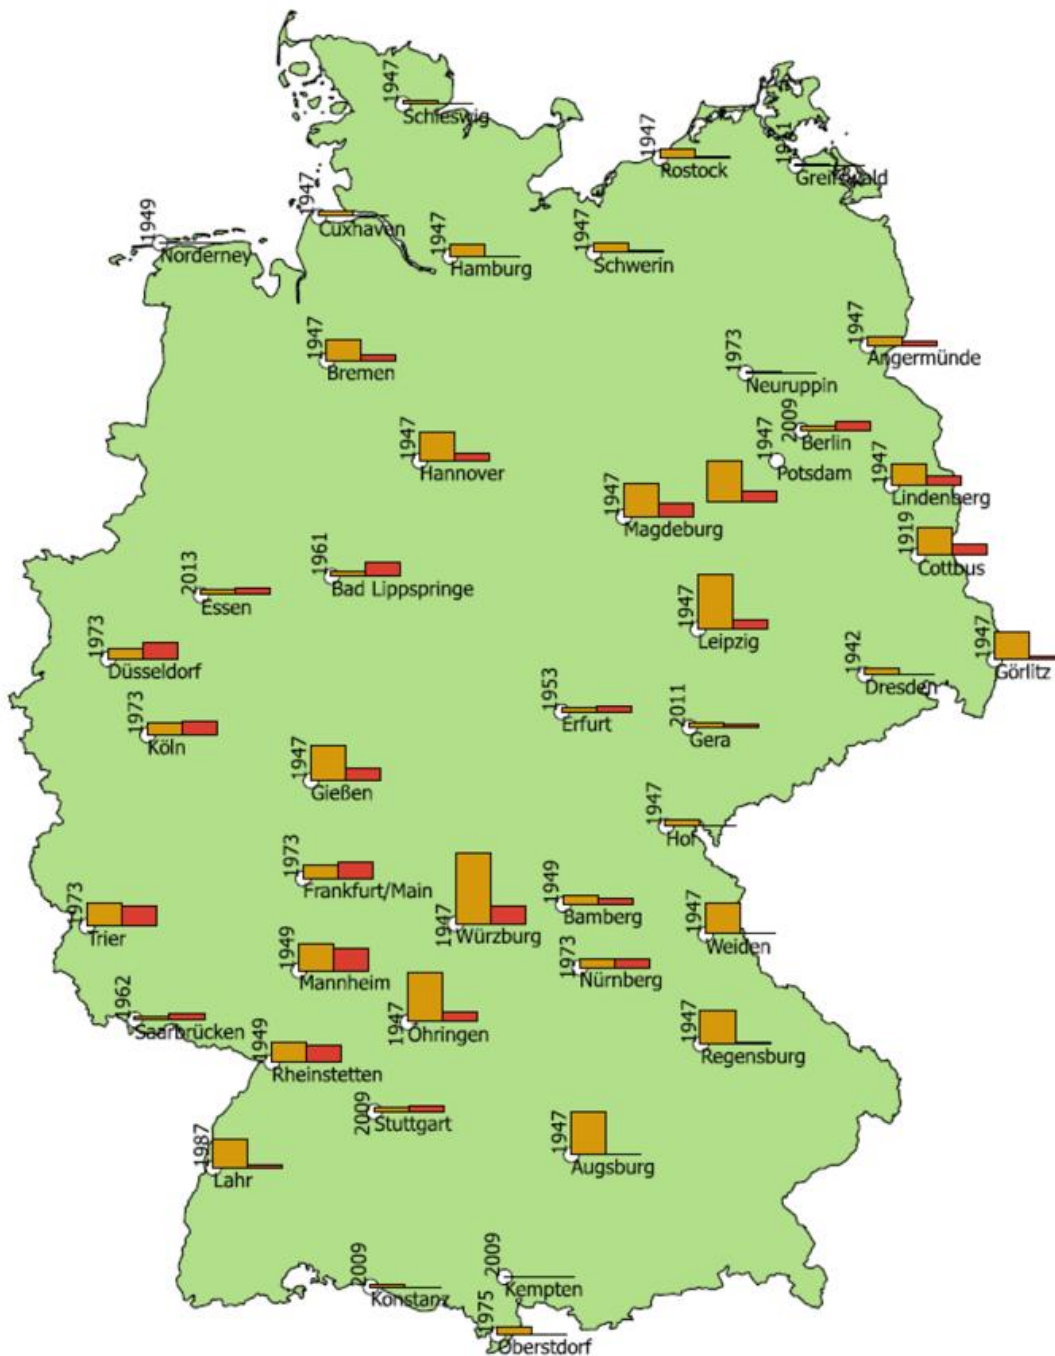 1947
Schleswig
1947
Rostock
1951
Greifswald
1947
Cuxhaven
1949
Norderney
1947
Hamburg
1947
Schwerin
1947
Bremen
1947
Angermünde
1973
Neuruppin
2009
Berlin
1947
Hannover
1947
Potsdam
1947
Lindenberg
1947
Magdeburg
1919
Cottbus
1961
Bad Lippspringe
2013
Essen
1947
Leipzig
1973
Düsseldorf
1942
Dresden
1947
Görlitz
1973
Köln
1953
Erfurt
2011
Gera
1947
Gießen
1947
Hof
1973
Frankfurt/Main
1973
Trier
1947
Würzburg
1949
Bamberg
1947
Weiden
1949
Mannheim
1973
Nürnberg
1962
Saarbrücken
1947
Öhringen
1947
Regensburg
1949
Rheinstetten
2009
Stuttgart
1987
Lahr
1947
Augsburg
2009
Konstanz
2009
Kempten
1975
Oberstdorf